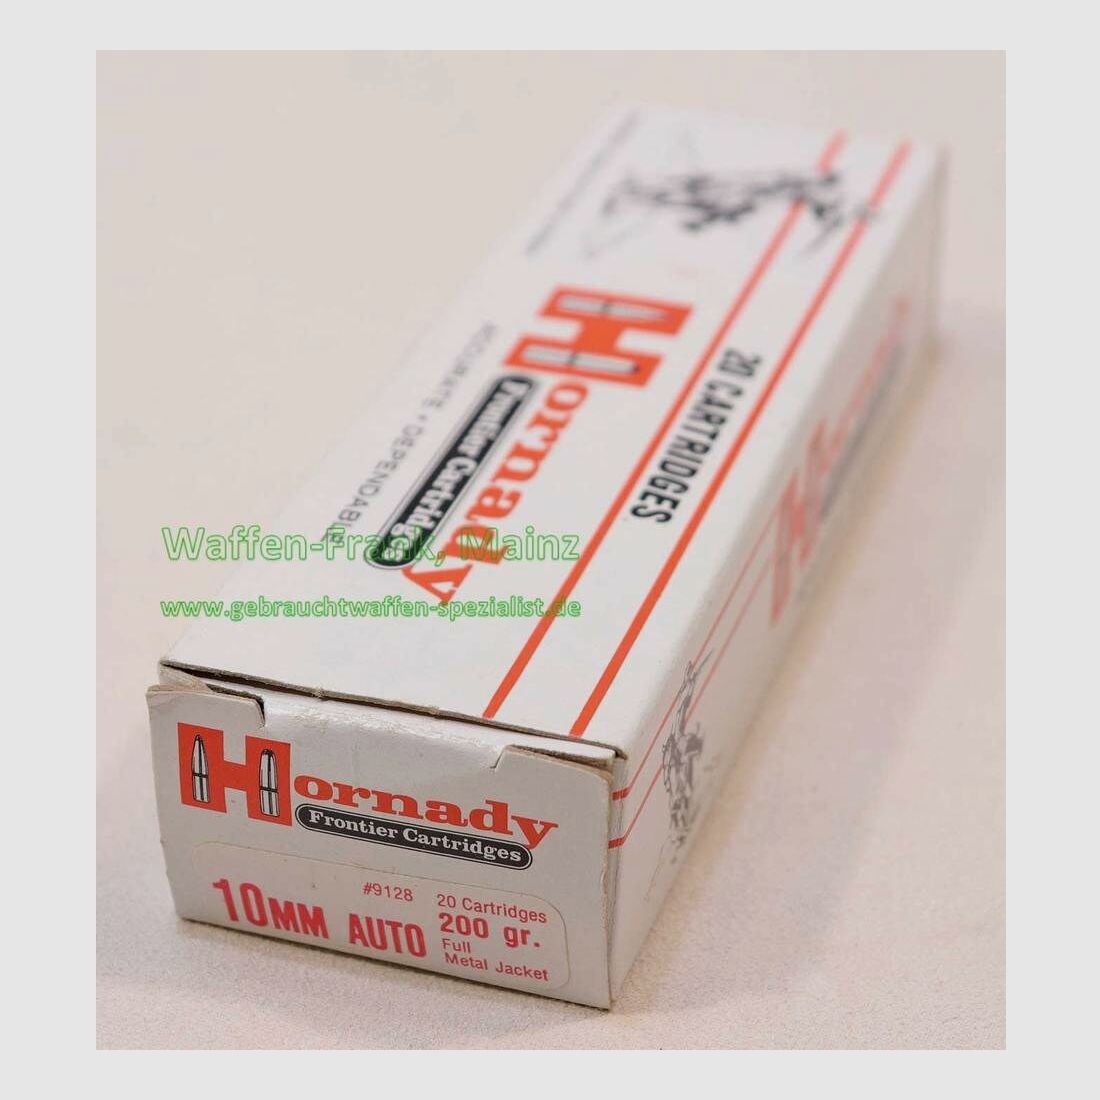 20 CARTRIDGES
Hornady
Frontier Cartridges
ACCURATE • DEPENDABLE
Waffen-Frank, Mainz
www.gebrauchtwaffen-spezialist.de
Hornady
Frontier Cartridges
#9128 20 Cartridges
10MM AUTO 200 gr.
Full
Metal Jacket